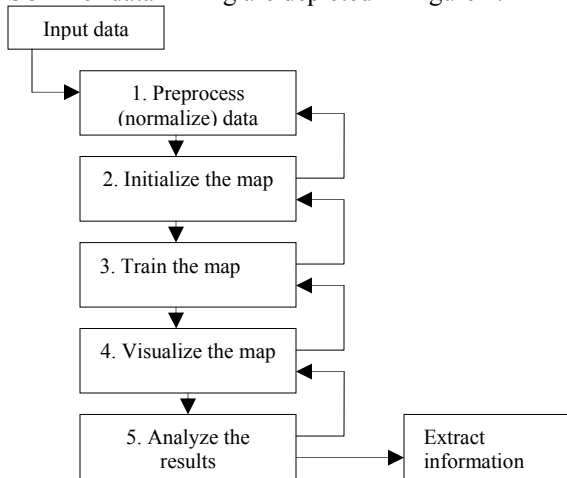 Input data
1. Preprocess
(normalize) data
2. Initialize the map
3. Train the map
4. Visualize the map
5. Analyze the
results
Extract
information